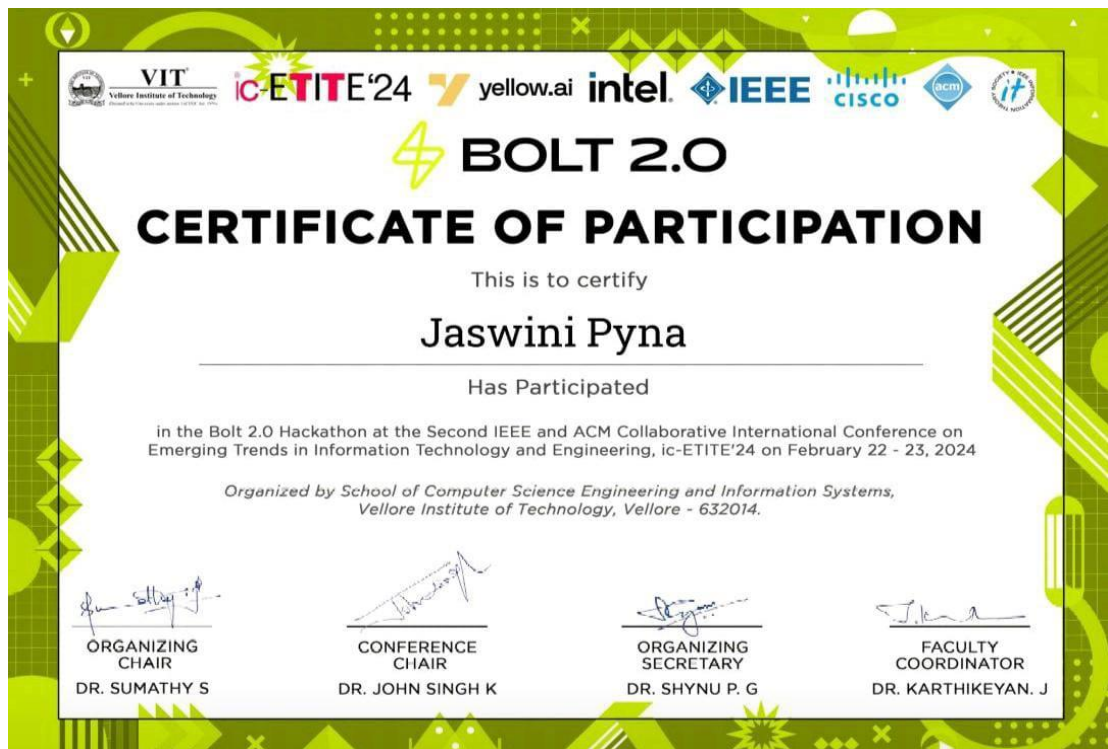 VIT
Vellore Institute of Technology
ic-ETITE'24
yellow.ai
intel.
IEEE
CISCO
acm
it
BOLT 2.0
CERTIFICATE OF PARTICIPATION
This is to certify
Jaswini Pyna
Has Participated
in the Bolt 2.0 Hackathon at the Second IEEE and ACM Collaborative International Conference on
Emerging Trends in Information Technology and Engineering, ic-ETITE'24 on February 22 - 23, 2024
Organized by School of Computer Science Engineering and Information Systems,
Vellore Institute of Technology, Vellore - 632014.
ORGANIZING
CHAIR
DR. SUMATHY S
CONFERENCE
CHAIR
DR. JOHN SINGH K
ORGANIZING
SECRETARY
DR. SHYNU P. G
FACULTY
COORDINATOR
DR. KARTHIKEYAN. J